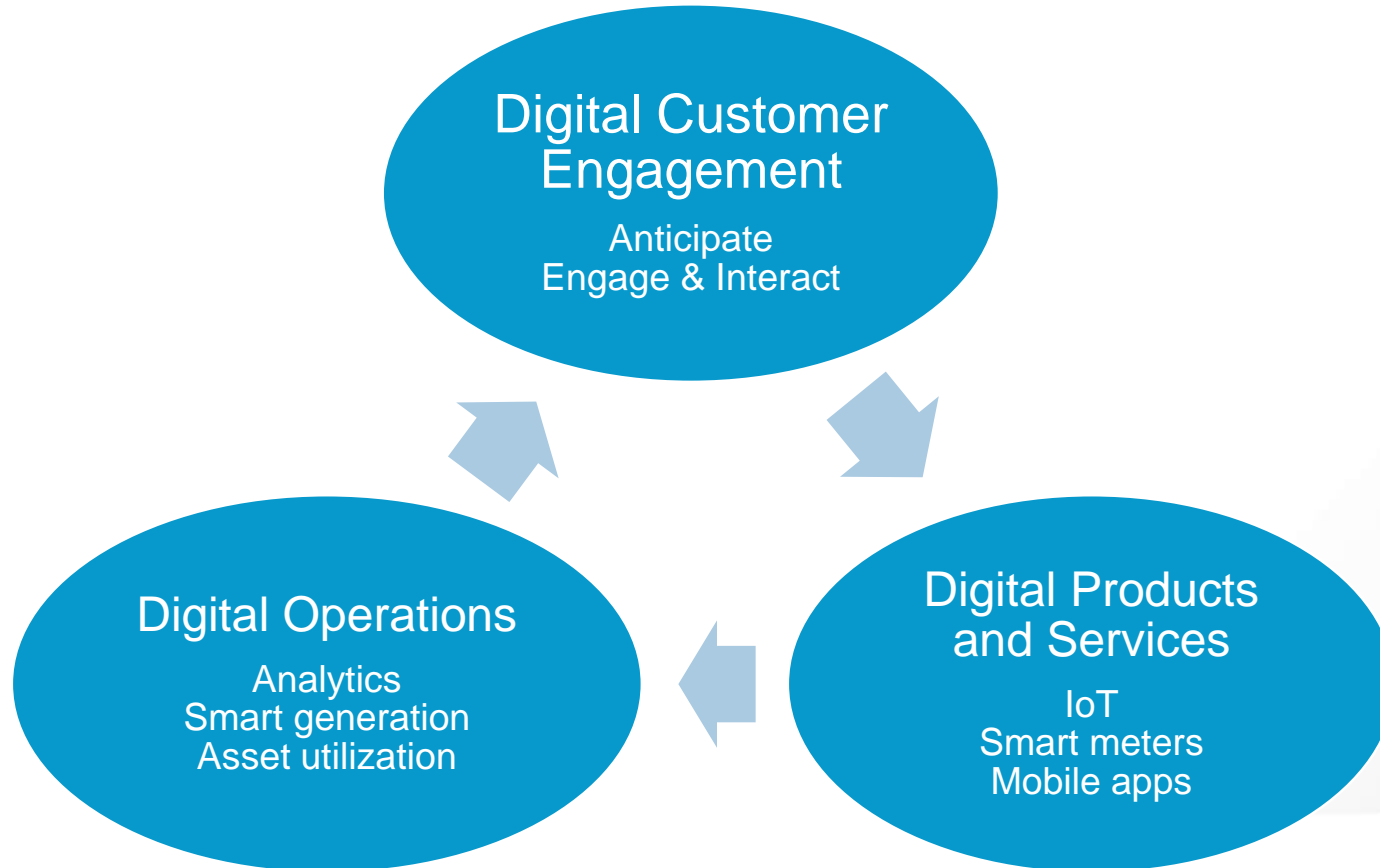 Digital Customer
Engagement
Anticipate
Engage & Interact
Digital Products
and Services
IoT
Smart meters
Mobile apps
Digital Operations
Analytics
Smart generation
Asset utilization